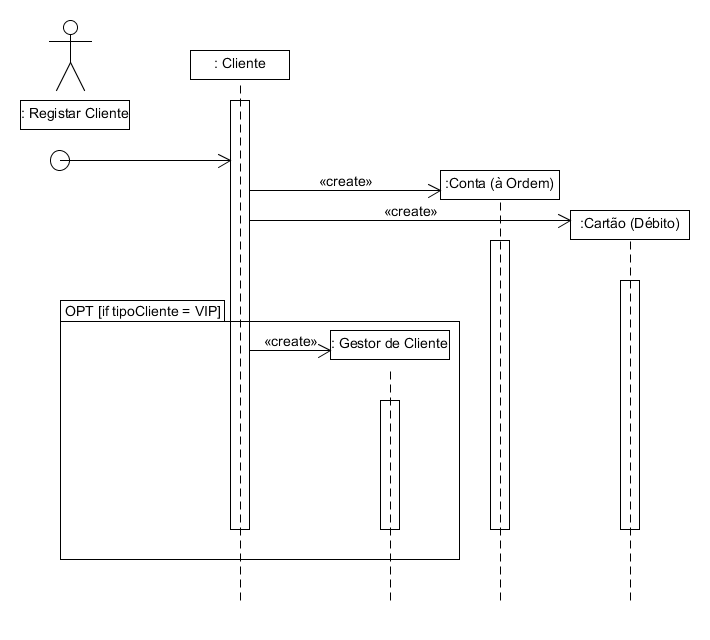 : Cliente
: Registar Cliente
«create»
:Conta (à Ordem)
«create»
:Cartão (Débito)
OPT [if tipoCliente = VIP]
«create»
: Gestor de Cliente